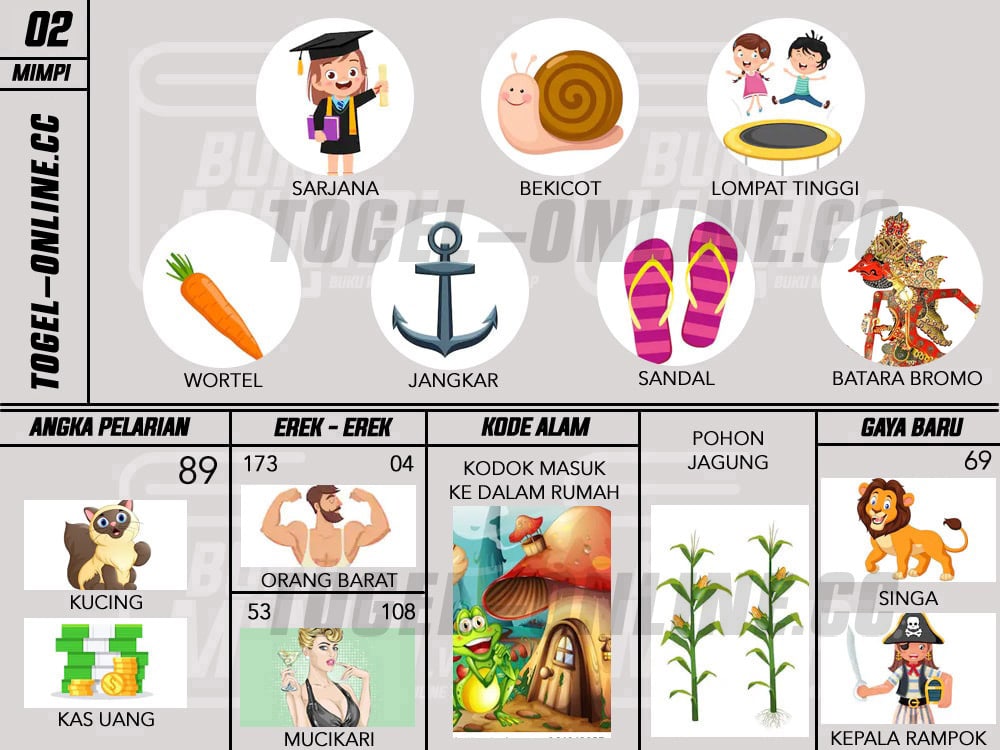 02
MIMPI
TOGEL-ONLINE.CC
SARJANA
BEKICOT
LOMPAT TINGGI
TOGEL-ONLINE.CC
WORTEL
JANGKAR
SANDAL
BATARA BROMO
ANGKA PELARIAN
89
KUCING
KAS UANG
EREK - EREK
173
04
ORANG BARAT
53
108
MUCIKARI
KODE ALAM
KODOK MASUK
KE DALAM RUMAH
POHON
JAGUNG
GAYA BARU
69
SINGA
KEPALA RAMPOK
TOGEL-ONLINE.CC